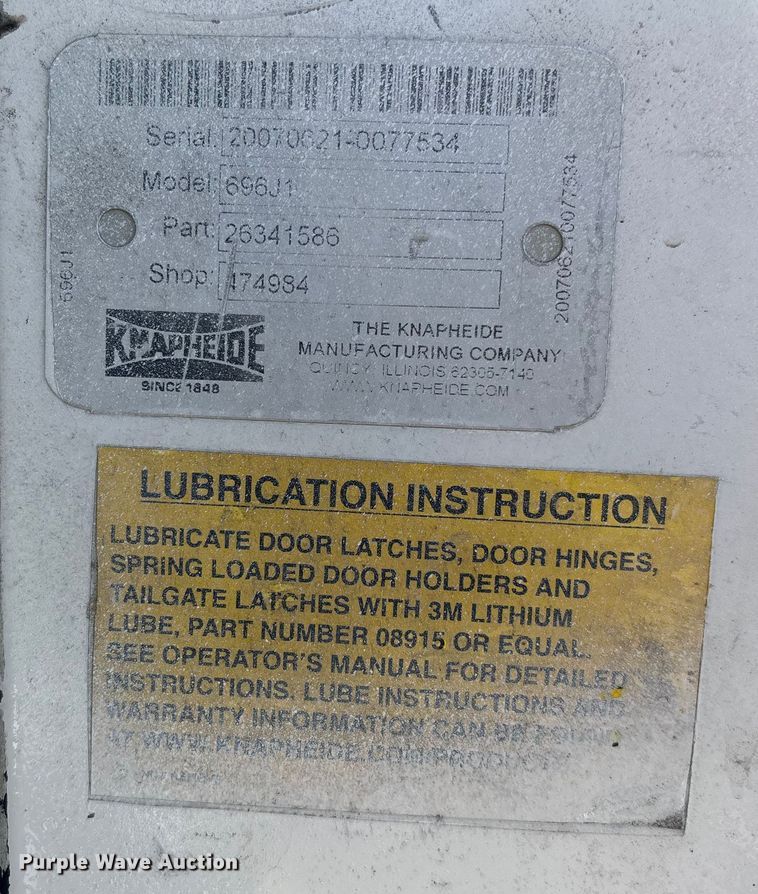 Serial: 20070621-0077534
Model: 696J1
Part: 26341586
Shop: 474984
696J1
200706210077534
KNAPHEIDE
SINCE 1848
THE KNAPHEIDE
MANUFACTURING COMPANY
QUINCY, ILLINOIS 62305-7140
WWW.KNAPHEIDE.COM
LUBRICATION INSTRUCTION
LUBRICATE DOOR LATCHES, DOOR HINGES,
SPRING LOADED DOOR HOLDERS AND
TAILGATE LATCHES WITH 3M LITHIUM
LUBE, PART NUMBER 08915 OR EQUAL.
SEE OPERATOR'S MANUAL FOR DETAILED
INSTRUCTIONS. LUBE INSTRUCTIONS AND
WARRANTY INFORMATION CAN BE FOUND
AT WWW.KNAPHEIDE.COM/PRODUCTS
Purple Wave Auction